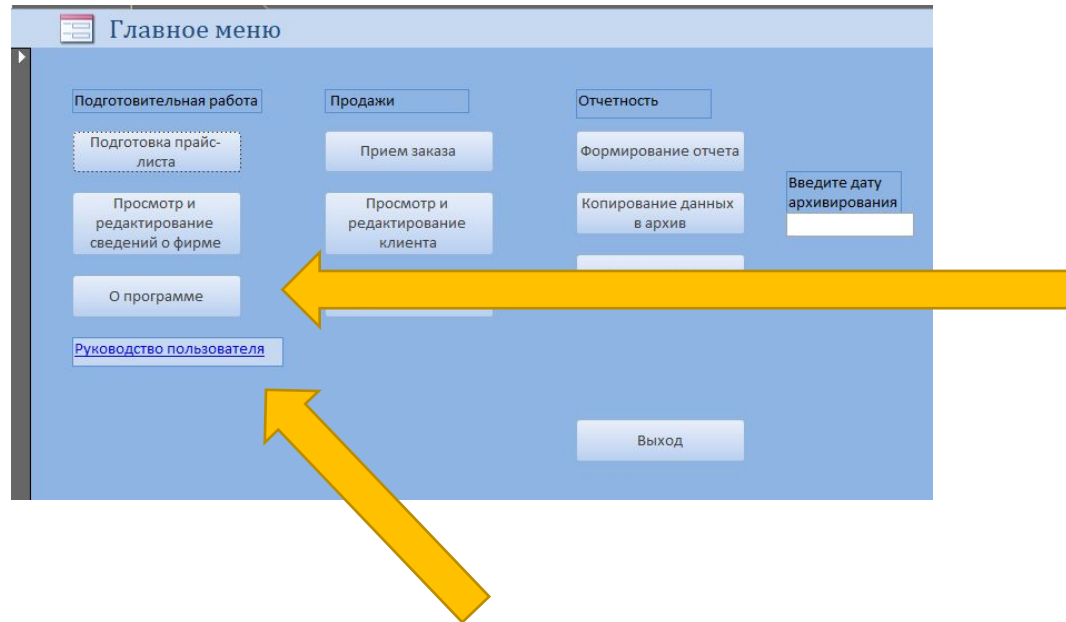 Главное меню
Подготовительная работа
Продажи
Отчетность
Подготовка прайс-
листа
Прием заказа
Формирование отчета
Введите дату
архивирования
Просмотр и
редактирование
сведений о фирме
Просмотр и
редактирование
клиента
Копирование данных
в архив
О программе
Руководство пользователя
Выход